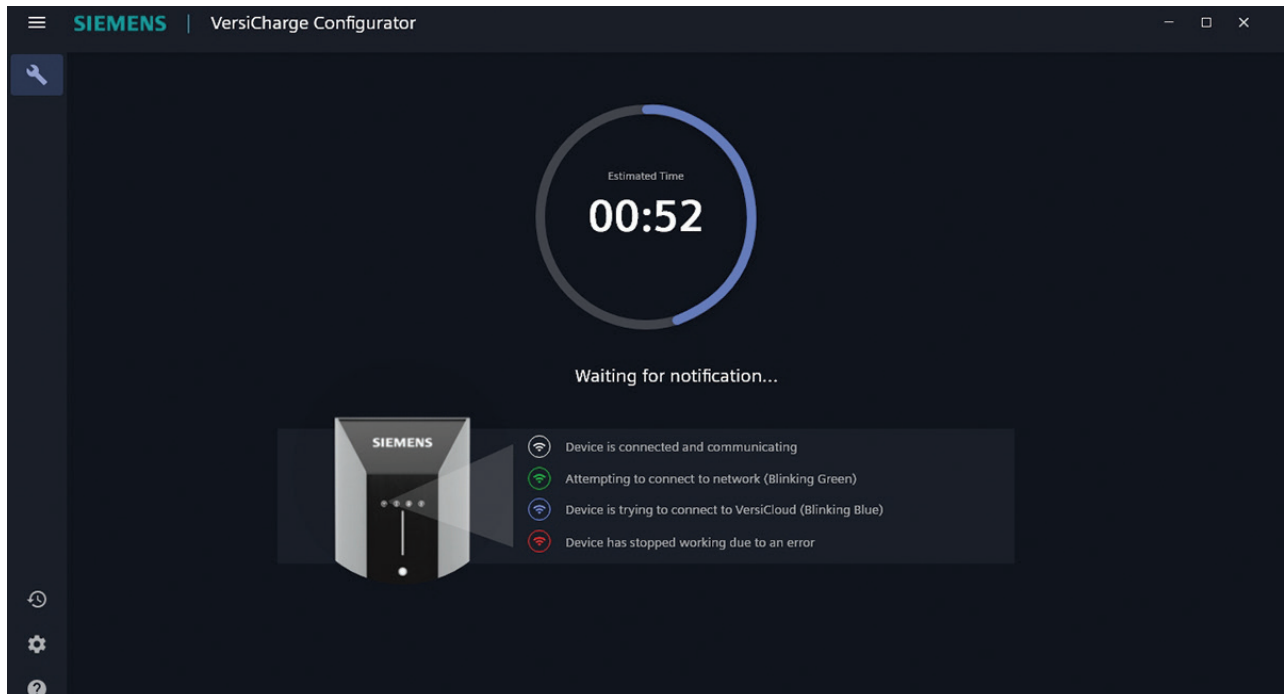 SIEMENS | VersiCharge Configurator
Estimated Time
00:52
Waiting for notification...
SIEMENS
Device is connected and communicating
Attempting to connect to network (Blinking Green)
Device is trying to connect to VersiCloud (Blinking Blue)
Device has stopped working due to an error